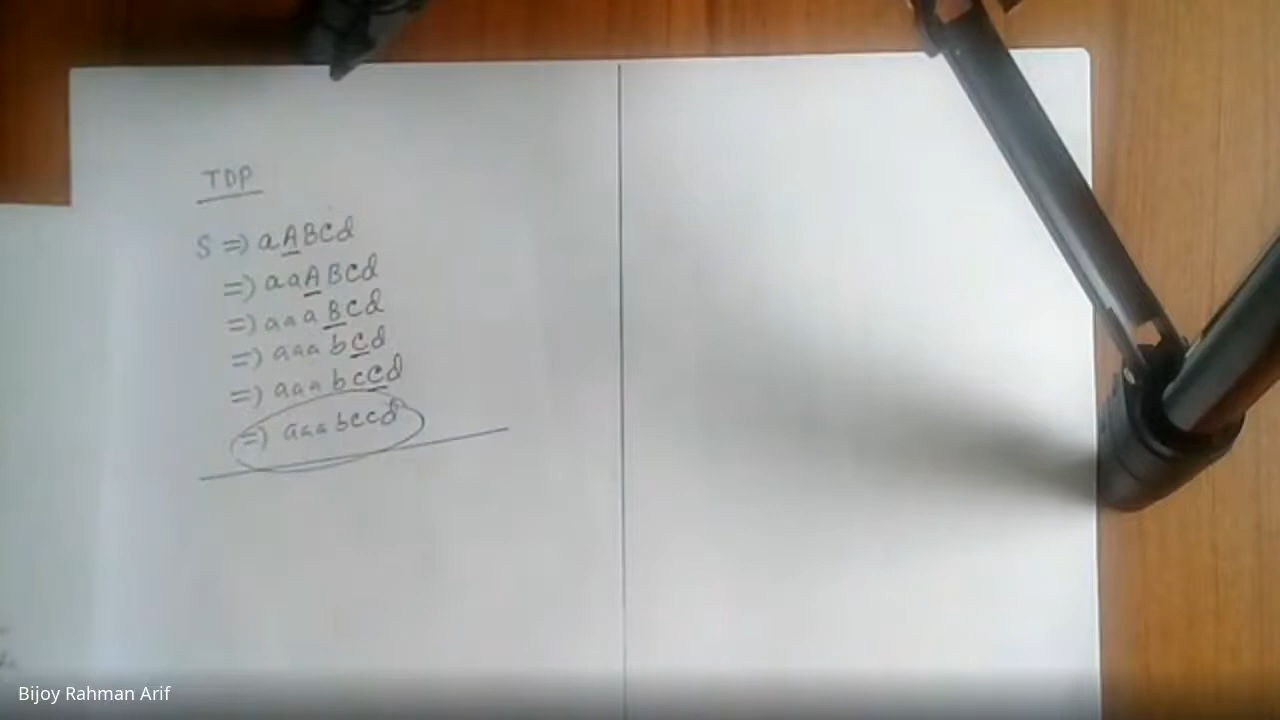 TDP
S => aABCd
=> aaABCd
=> aaaBCd
=> aaabCd
=> aaabcCd
=> aaabccd
Bijoy Rahman Arif